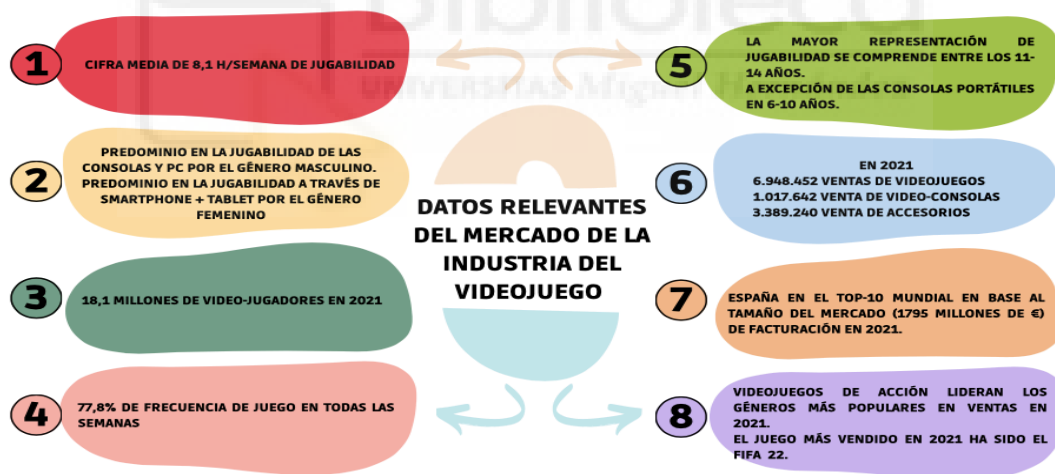 Biblioteca
UNIVERSITAS Miguel Hernández
1
CIFRA MEDIA DE 8,1 H/SEMANA DE JUGABILIDAD
2
PREDOMINIO EN LA JUGABILIDAD DE LAS
CONSOLAS Y PC POR EL GÉNERO MASCULINO.
PREDOMINIO EN LA JUGABILIDAD A TRAVÉS DE
SMARTPHONE + TABLET POR EL GÉNERO
FEMENINO
3
18,1 MILLONES DE VIDEO-JUGADORES EN 2021
4
77,8% DE FRECUENCIA DE JUEGO EN TODAS LAS
SEMANAS
DATOS RELEVANTES
DEL MERCADO DE LA
INDUSTRIA DEL
VIDEOJUEGO
5
LA MAYOR REPRESENTACIÓN DE
JUGABILIDAD SE COMPRENDE ENTRE LOS 11-
14 AÑOS.
A EXCEPCIÓN DE LAS CONSOLAS PORTÁTILES
EN 6-10 AÑOS.
6
EN 2021
6.948.452 VENTAS DE VIDEOJUEGOS
1.017.642 VENTA DE VIDEO-CONSOLAS
3.389.240 VENTA DE ACCESORIOS
7
ESPAÑA EN EL TOP-10 MUNDIAL EN BASE AL
TAMAÑO DEL MERCADO (1795 MILLONES DE €)
DE FACTURACIÓN EN 2021.
8
VIDEOJUEGOS DE ACCIÓN LIDERAN LOS
GÉNEROS MÁS POPULARES EN VENTAS EN
2021.
EL JUEGO MÁS VENDIDO EN 2021 HA SIDO EL
FIFA 22.